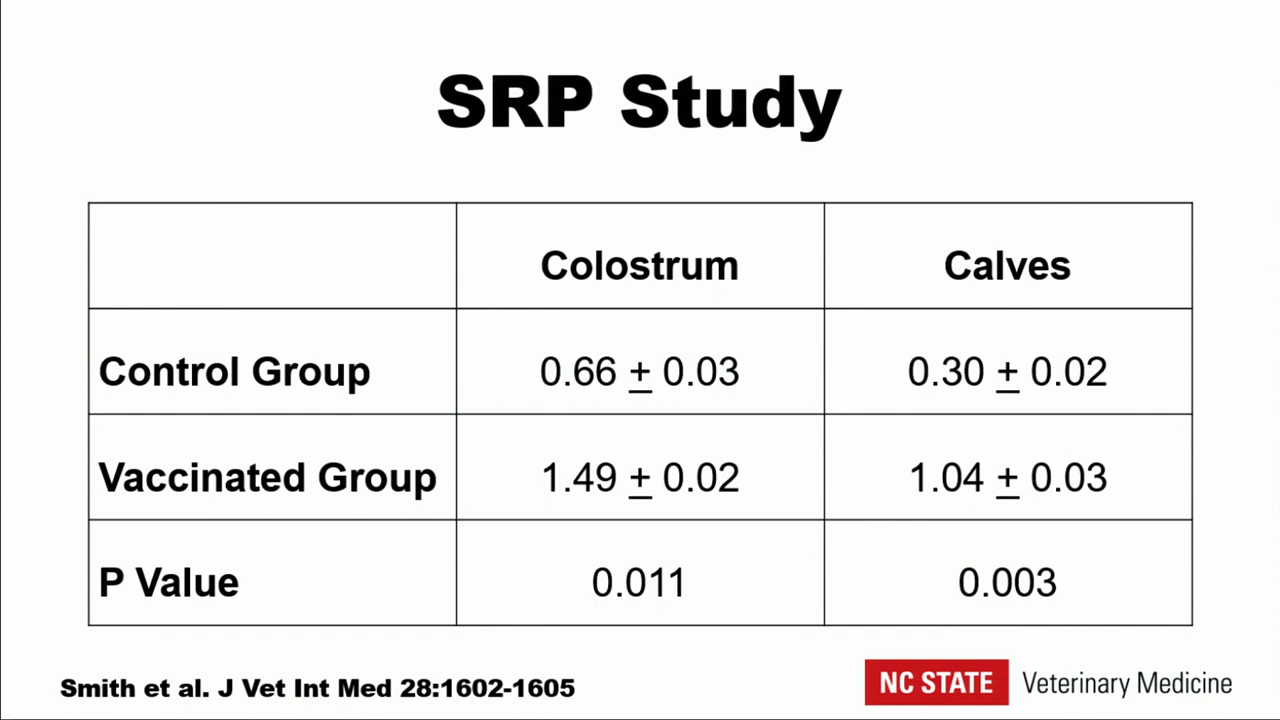 SRP Study
Colostrum Calves
Control Group 0.66 ± 0.03 0.30 ± 0.02
Vaccinated Group 1.49 ± 0.02 1.04 ± 0.03
P Value 0.011 0.003
Smith et al. J Vet Int Med 28:1602-1605
NC STATE Veterinary Medicine